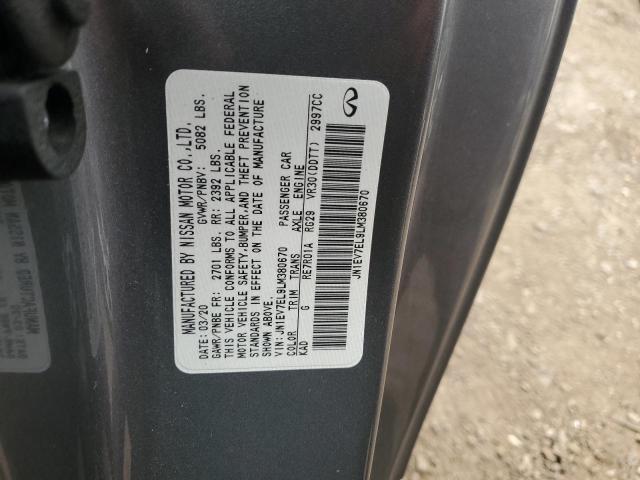 MANUFACTURED BY NISSAN MOTOR CO.,LTD.
DATE: 03/20 GVWR/PNBV: 5082 LBS.
GAWR/PNBE FR: 2701 LBS. RR: 2392 LBS.
THIS VEHICLE CONFORMS TO ALL APPLICABLE FEDERAL
MOTOR VEHICLE SAFETY,BUMPER,AND THEFT PREVENTION
STANDARDS IN EFFECT ON THE DATE OF MANUFACTURE
SHOWN ABOVE.
VIN:JN1EV7EL9LM380670 PASSENGER CAR
COLOR TRIM TRANS AXLE ENGINE
KAD G RE7R01A RG29 VR30(DDTT) 2997CC
JN1EV7EL9LM380670